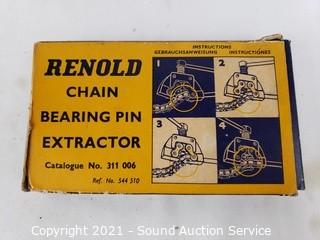 RENOLD
CHAIN
BEARING PIN
EXTRACTOR
Catalogue No. 311 006
Ref. No. 544 510
INSTRUCTIONS
GEBRAUCHSANWEISUNG INSTRUCTIONES
1
2
3
4
Copyright 2021 - Sound Auction Service